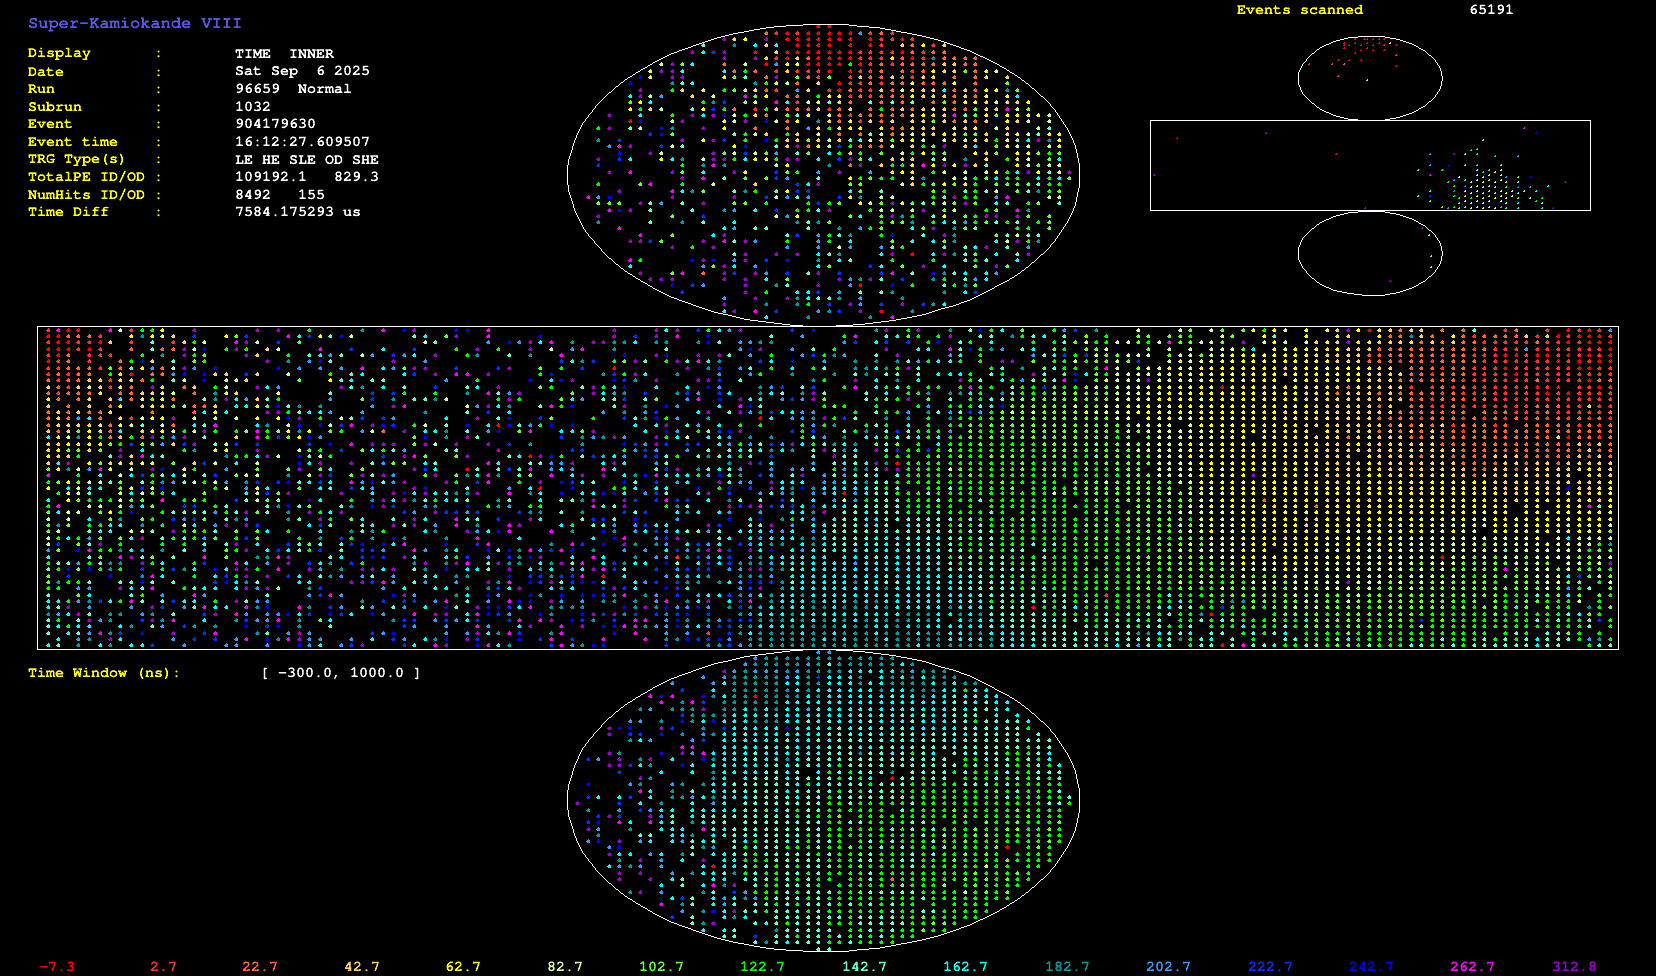 Super-Kamiokande VIII
Events scanned 65191
Display : TIME INNER
Date : Sat Sep 6 2025
Run : 96659 Normal
Subrun : 1032
Event : 904179630
Event time : 16:12:27.609507
TRG Type(s) : LE HE SLE OD SHE
TotalPE ID/OD : 109192.1 829.3
NumHits ID/OD : 8492 155
Time Diff : 7584.175293 us
Time Window (ns): [ -300.0, 1000.0 ]
-7.3 2.7 22.7 42.7 62.7 82.7 102.7 122.7 142.7 162.7 182.7 202.7 222.7 242.7 262.7 312.8